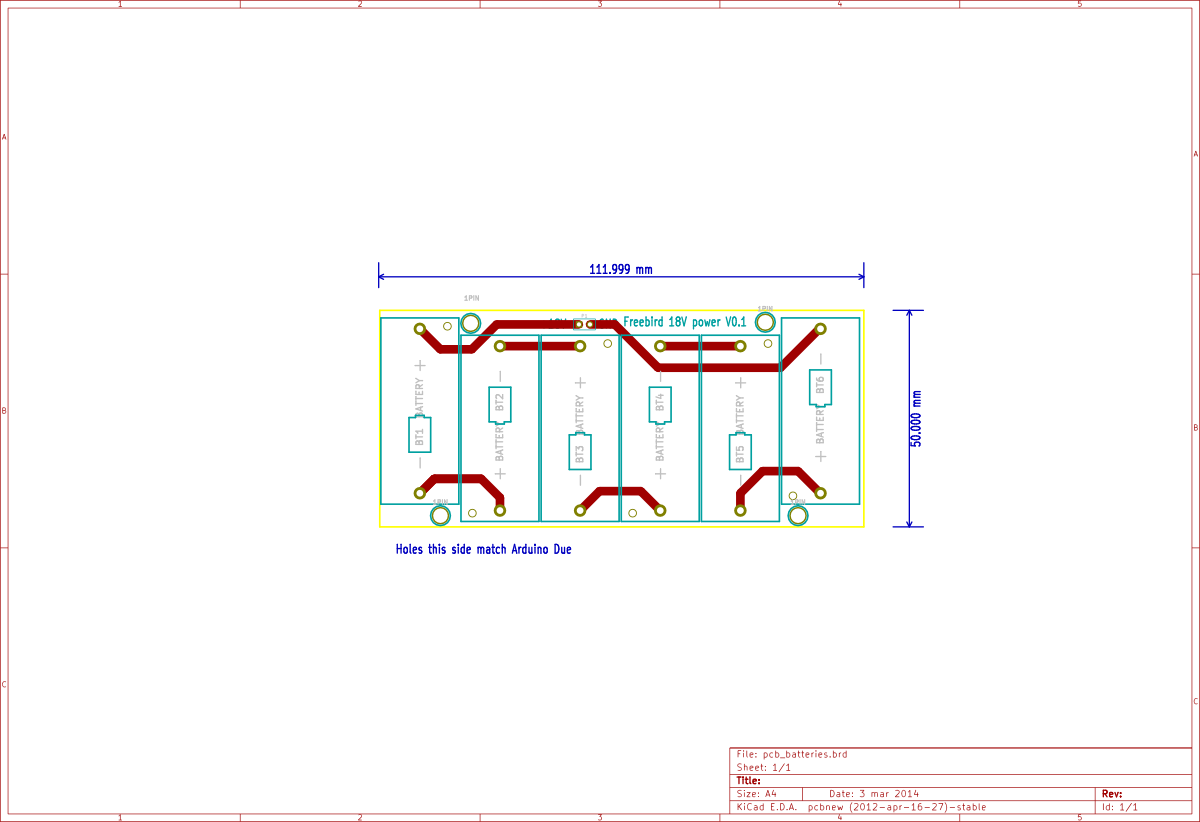 1 2 3 4 5
A A
B B
C C
111.999 mm
1PIN
1PIN
Freebird 18V power V0.1
+ BATTERY BT1 —
— BT2 BATTERY +
+ BATTERY BT3 —
— BT4 BATTERY +
+ BATTERY BT5 —
— BT6 BATTERY +
50.000 mm
1PIN
1PIN
Holes this side match Arduino Due
File: pcb_batteries.brd
Sheet: 1/1
Title:
Size: A4 Date: 3 mar 2014 Rev:
KiCad E.D.A. pcbnew (2012-apr-16-27)-stable Id: 1/1
1 2 3 4 5